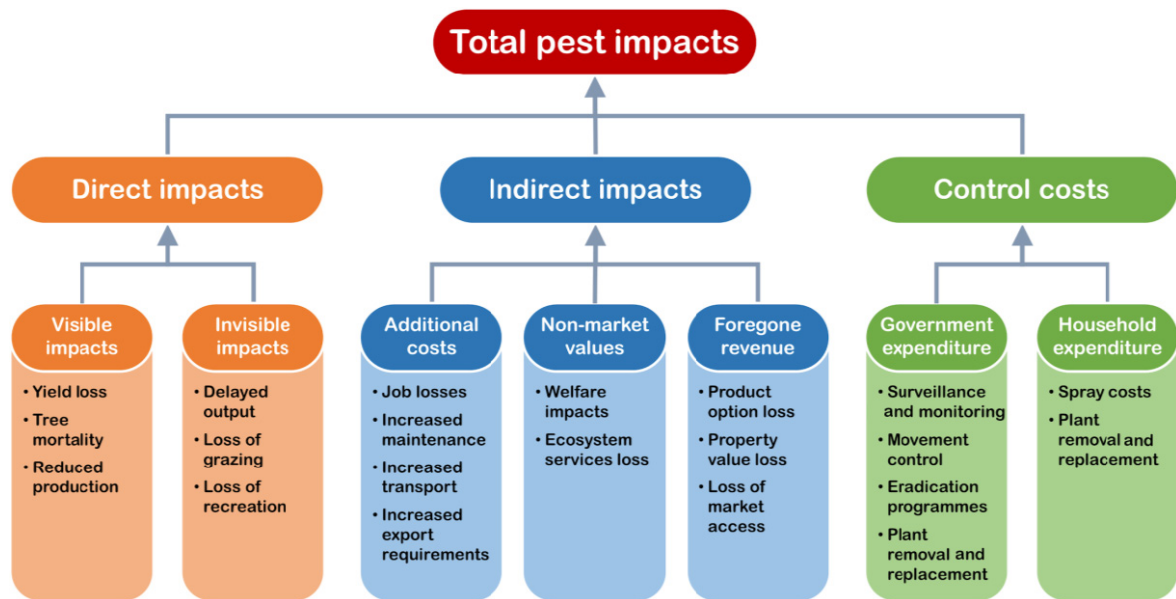 Total pest impacts
Direct impacts
Indirect impacts
Control costs
Visible
impacts
• Yield loss
• Tree
mortality
• Reduced
production
Invisible
impacts
• Delayed
output
• Loss of
grazing
• Loss of
recreation
Additional
costs
• Job losses
• Increased
maintenance
• Increased
transport
• Increased
export
requirements
Non-market
values
• Welfare
impacts
• Ecosystem
services loss
Foregone
revenue
• Product
option loss
• Property
value loss
• Loss of
market
access
Government
expenditure
• Surveillance
and monitoring
• Movement
control
• Eradication
programmes
• Plant
removal and
replacement
Household
expenditure
• Spray costs
• Plant
removal and
replacement